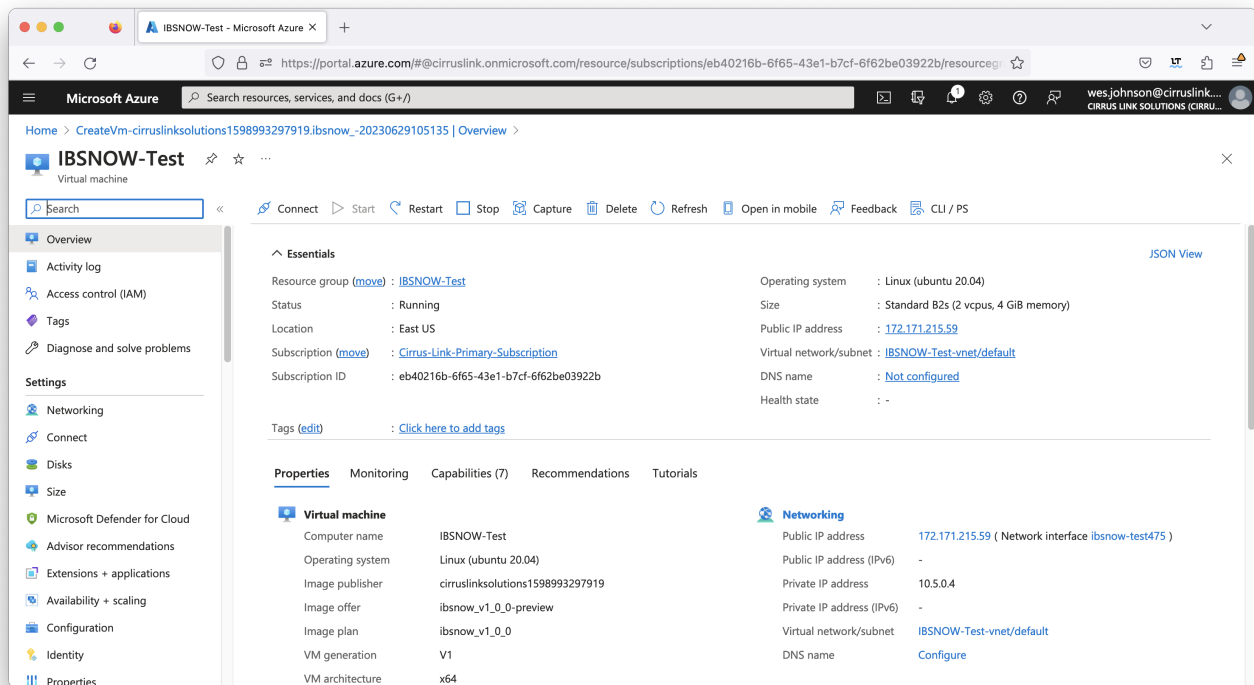 IBSNOW-Test - Microsoft Azure
https://portal.azure.com/#@cirruslink.onmicrosoft.com/resource/subscriptions/eb40216b-6f65-43e1-b7cf-6f62be03922b/resourcegr
Microsoft Azure
Search resources, services, and docs (G+/)
1
wes.johnson@cirruslink....
CIRRUS LINK SOLUTIONS (CIRRU...
Home > CreateVm-cirruslinksolutions1598993297919.ibsnow_-20230629105135 | Overview >
IBSNOW-Test
Virtual machine
Search
Connect Start Restart Stop Capture Delete Refresh Open in mobile Feedback CLI / PS
Overview
Activity log
Access control (IAM)
Tags
Diagnose and solve problems
Settings
Networking
Connect
Disks
Size
Microsoft Defender for Cloud
Advisor recommendations
Extensions + applications
Availability + scaling
Configuration
Identity
Properties
Essentials
JSON View
Resource group (move) : IBSNOW-Test
Status : Running
Location : East US
Subscription (move) : Cirrus-Link-Primary-Subscription
Subscription ID : eb40216b-6f65-43e1-b7cf-6f62be03922b
Operating system : Linux (ubuntu 20.04)
Size : Standard B2s (2 vcpus, 4 GiB memory)
Public IP address : 172.171.215.59
Virtual network/subnet : IBSNOW-Test-vnet/default
DNS name : Not configured
Health state : -
Tags (edit) : Click here to add tags
Properties Monitoring Capabilities (7) Recommendations Tutorials
Virtual machine
Computer name IBSNOW-Test
Operating system Linux (ubuntu 20.04)
Image publisher cirruslinksolutions1598993297919
Image offer ibsnow_v1_0_0-preview
Image plan ibsnow_v1_0_0
VM generation V1
VM architecture x64
Networking
Public IP address 172.171.215.59 ( Network interface ibsnow-test475 )
Public IP address (IPv6) -
Private IP address 10.5.0.4
Private IP address (IPv6) -
Virtual network/subnet IBSNOW-Test-vnet/default
DNS name Configure